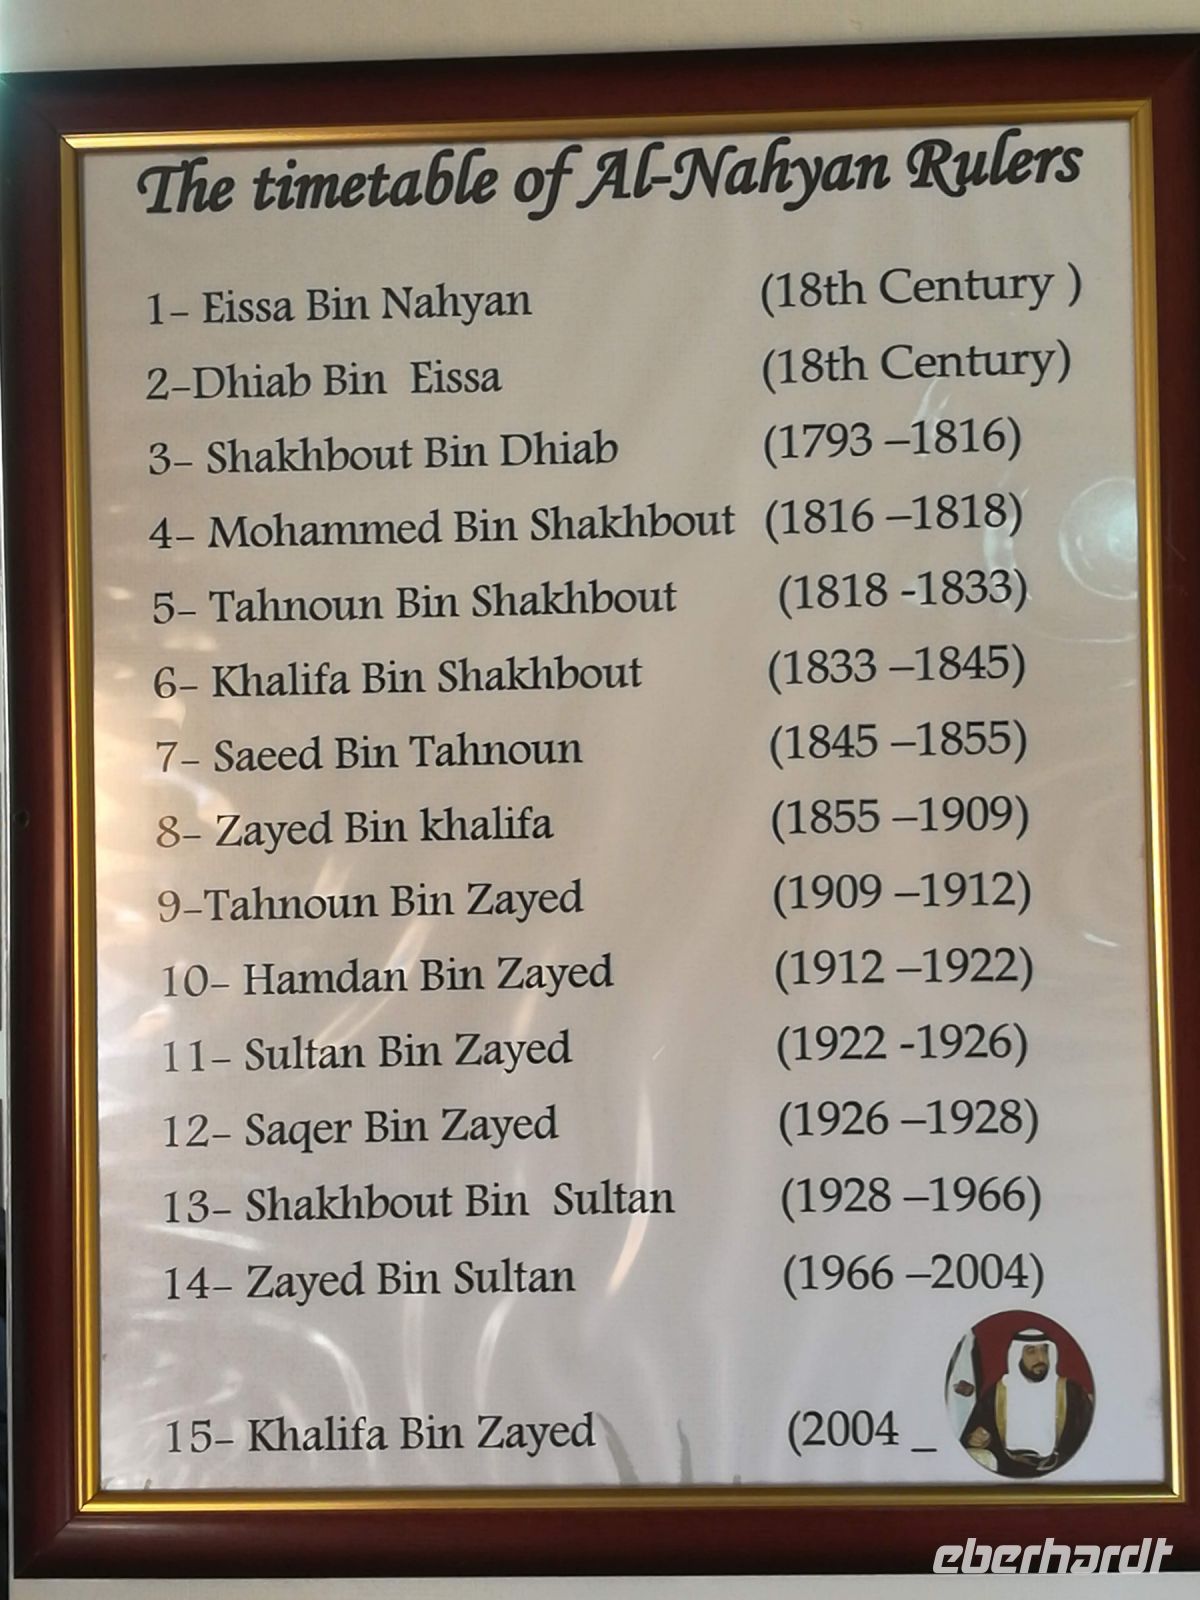 The timetable of Al-Nahyan Rulers
1- Eissa Bin Nahyan (18th Century )
2-Dhiab Bin Eissa (18th Century)
3- Shakhbout Bin Dhiab (1793 –1816)
4- Mohammed Bin Shakhbout (1816 –1818)
5- Tahnoun Bin Shakhbout (1818 -1833)
6- Khalifa Bin Shakhbout (1833 –1845)
7- Saeed Bin Tahnoun (1845 –1855)
8- Zayed Bin khalifa (1855 –1909)
9-Tahnoun Bin Zayed (1909 –1912)
10- Hamdan Bin Zayed (1912 –1922)
11- Sultan Bin Zayed (1922 -1926)
12- Saqer Bin Zayed (1926 –1928)
13- Shakhbout Bin Sultan (1928 –1966)
14- Zayed Bin Sultan (1966 –2004)
15- Khalifa Bin Zayed (2004 _
eberhardt